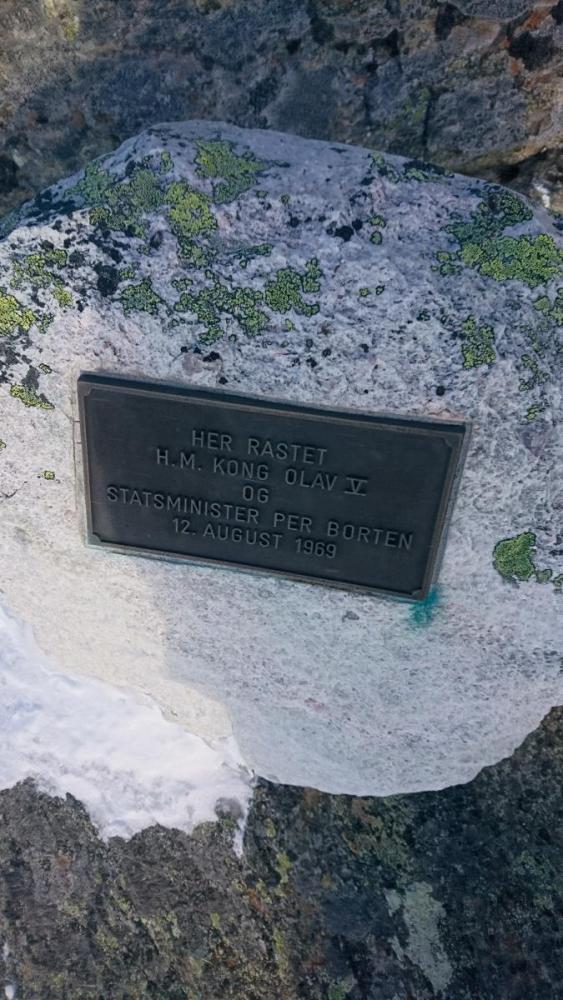 HER RASTET
H.M. KONG OLAV V
OG
STATSMINISTER PER BORTEN
12. AUGUST 1969